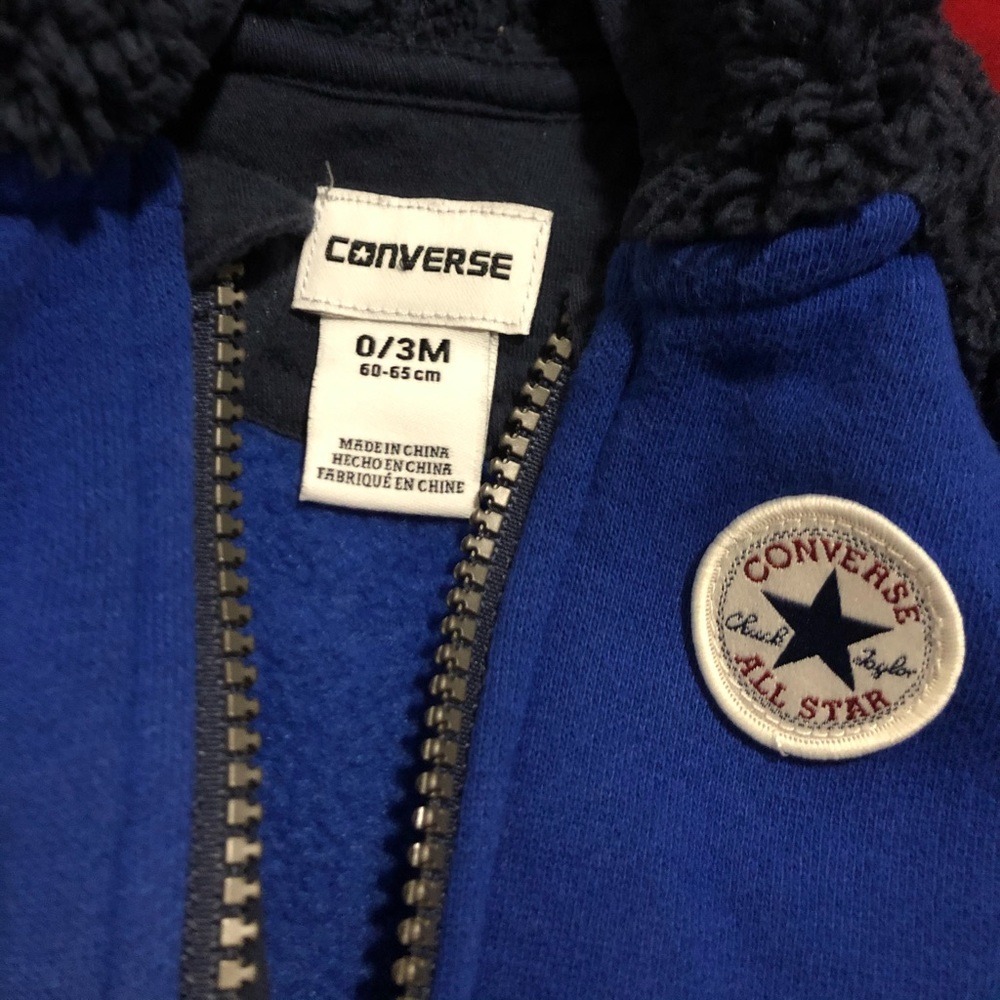 CONVERSE
0/3M
60-65 cm
MADE IN CHINA
HECHO EN CHINA
FABRIQUÉ EN CHINE
CONVERSE
Chuck Taylor
ALL STAR